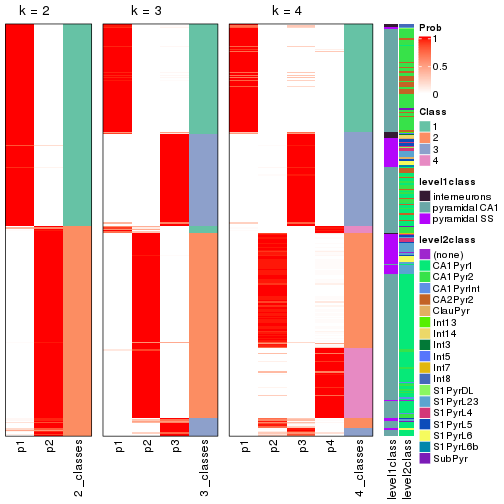 k = 2
k = 3
k = 4
p1
p2
2_classes
p1
p2
p3
3_classes
p1
p2
p3
p4
4_classes
level1class
level2class
Prob
1
0.5
0
Class
1
2
3
4
level1class
interneurons
pyramidal CA1
pyramidal SS
level2class
(none)
CA1Pyr1
CA1Pyr2
CA1PyrInt
CA2Pyr2
ClauPyr
Int13
Int14
Int3
Int5
Int7
Int8
S1PyrDL
S1PyrL23
S1PyrL4
S1PyrL5
S1PyrL6
S1PyrL6b
SubPyr